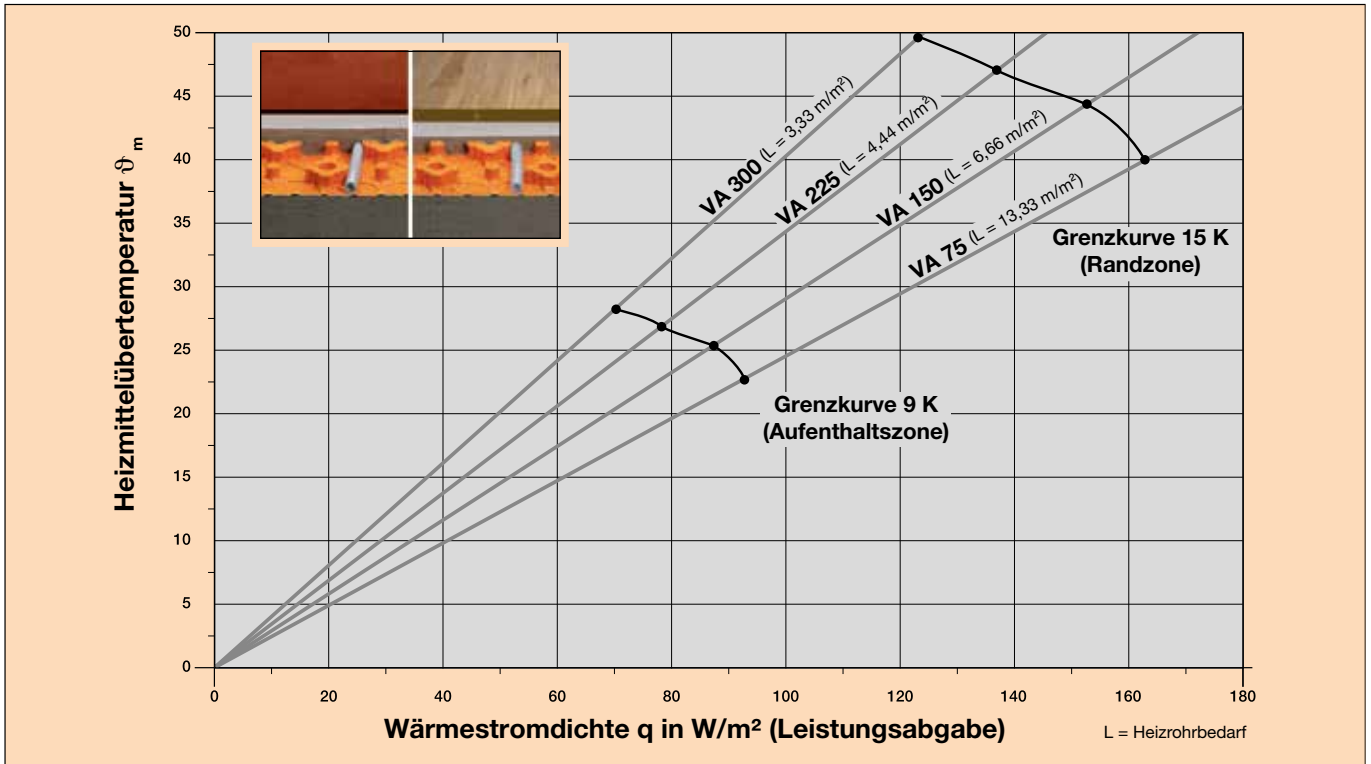 50
45
40
35
30
25
20
15
10
5
0
Heizmittelübertemperatur ϑ m
VA 300 (L = 3,33 m/m²)
VA 225 (L = 4,44 m/m²)
VA 150 (L = 6,66 m/m²)
VA 75 (L = 13,33 m/m²)
Grenzkurve 15 K
(Randzone)
Grenzkurve 9 K
(Aufenthaltszone)
0 20 40 60 80 100 120 140 160 180
Wärmestromdichte q in W/m² (Leistungsabgabe)
L = Heizrohrbedarf